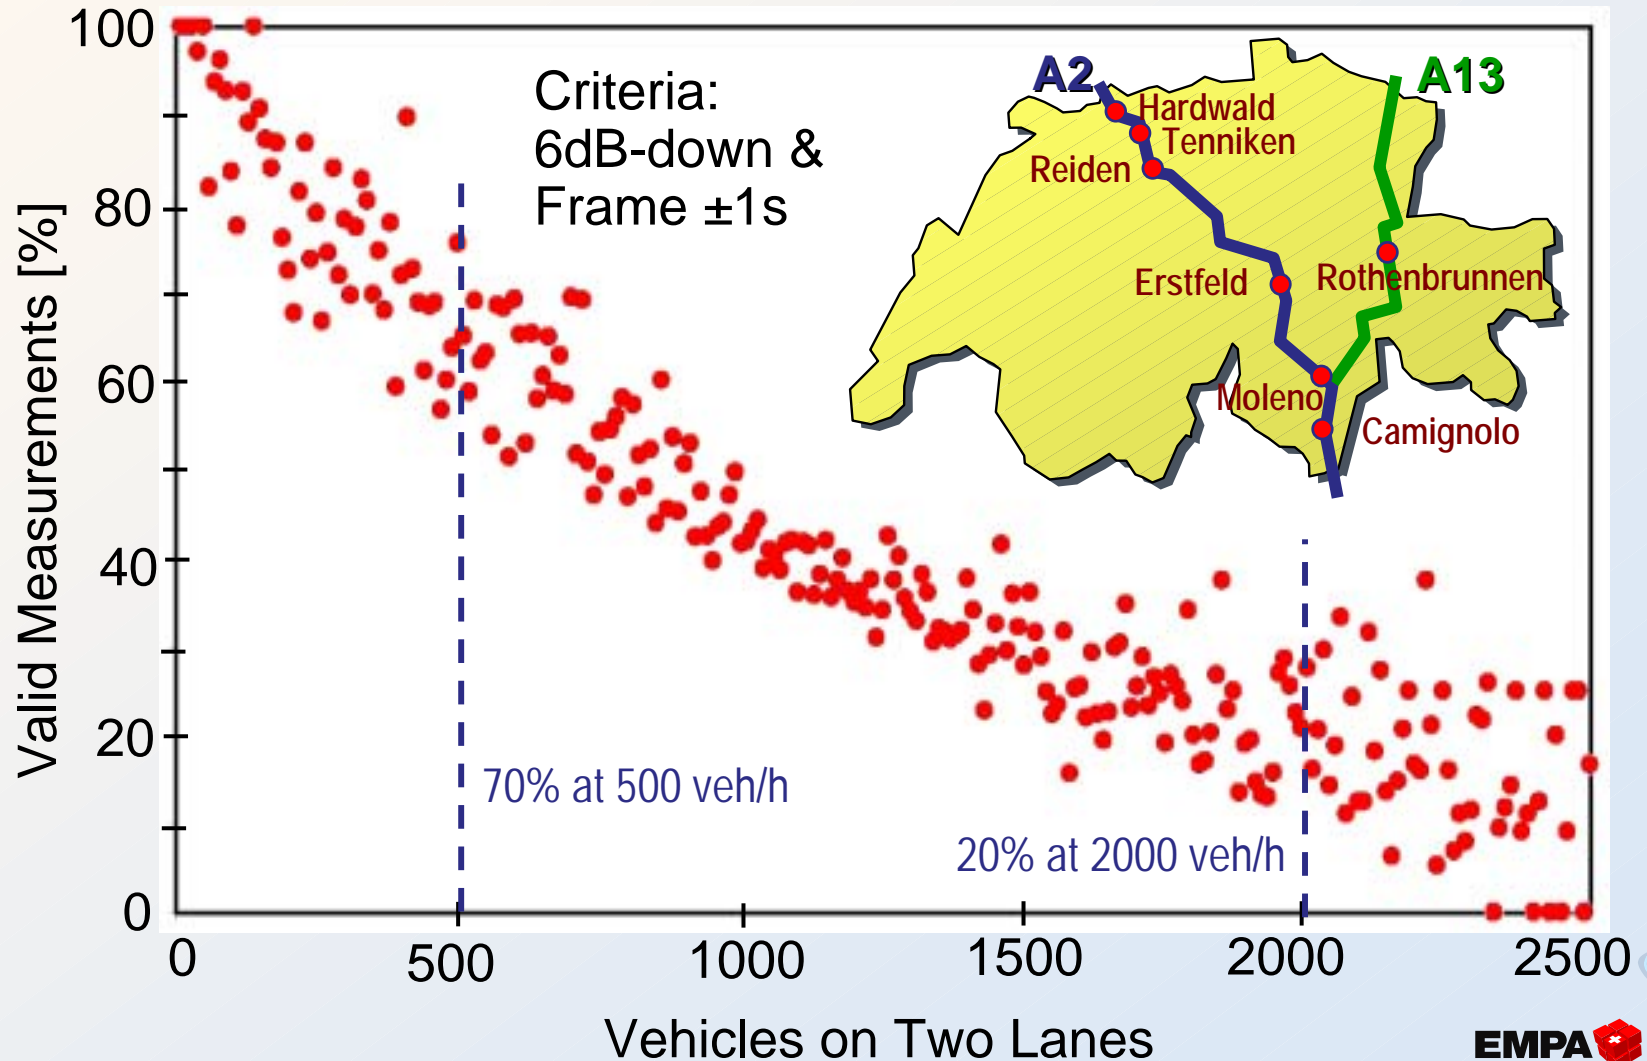 100
80
60
40
20
0
Valid Measurements [%]
Criteria:
6dB-down &
Frame ±1s
A2
A13
Hardwald
Tenniken
Reiden
Erstfeld
Rothenbrunnen
Moleno
Camignolo
70% at 500 veh/h
20% at 2000 veh/h
0
500
1000
1500
2000
2500
Vehicles on Two Lanes
EMPA